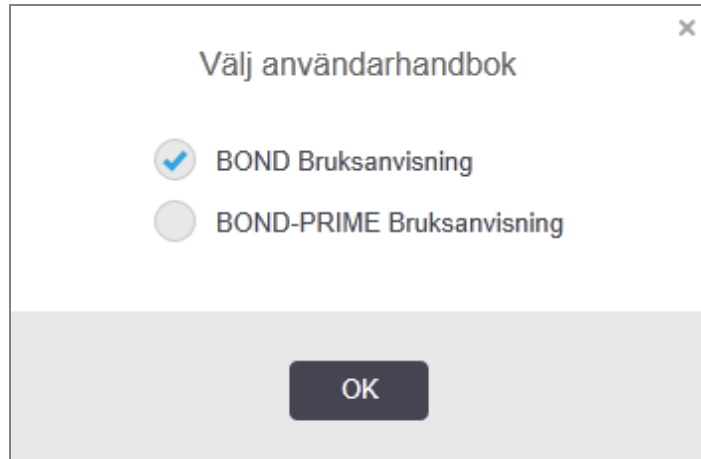 Välj användarhandbok
BOND Bruksanvisning
BOND-PRIME Bruksanvisning
OK